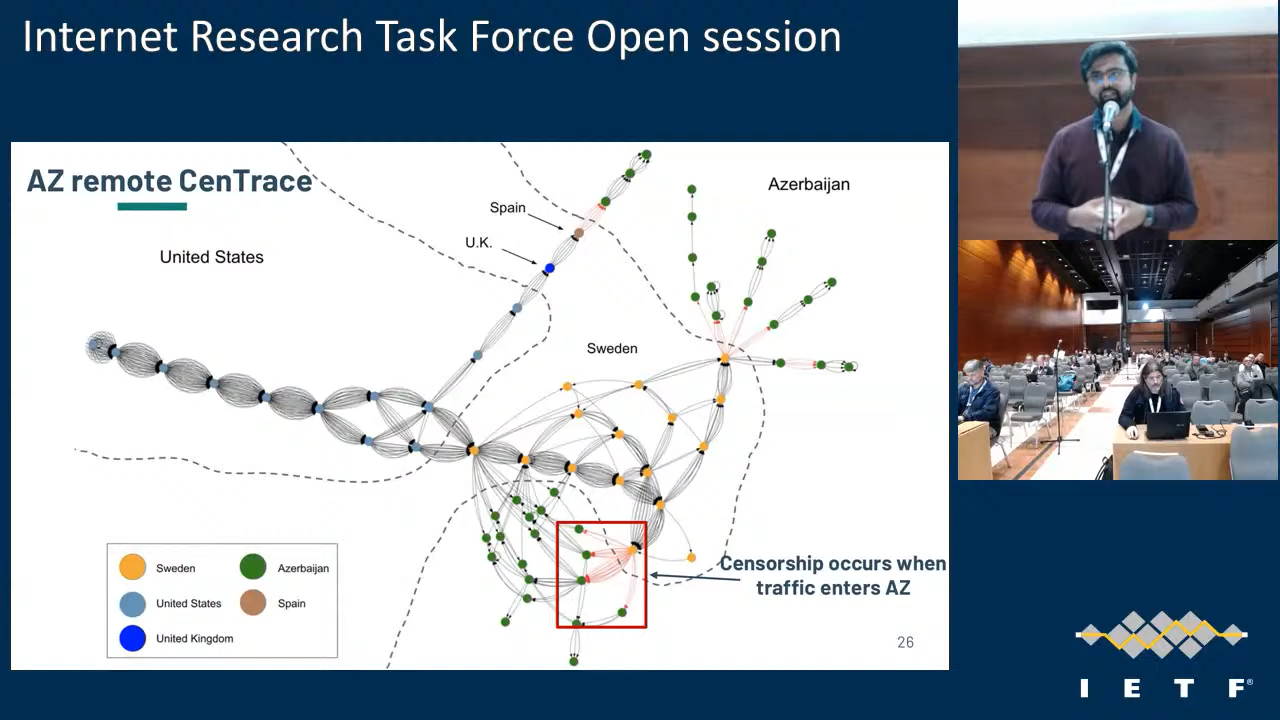 Internet Research Task Force Open session
AZ remote CenTrace
United States
Spain
U.K.
Azerbaijan
Sweden
Censorship occurs when
traffic enters AZ
Sweden
Azerbaijan
United States
Spain
United Kingdom
26
I E T F®